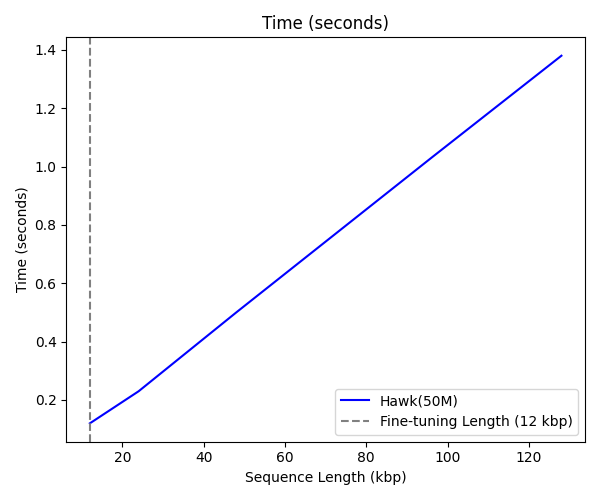 Time (seconds)
1.4
1.2
1.0
0.8
0.6
0.4
0.2
Time (seconds)
Hawk(50M)
Fine-tuning Length (12 kbp)
20 40 60 80 100 120
Sequence Length (kbp)